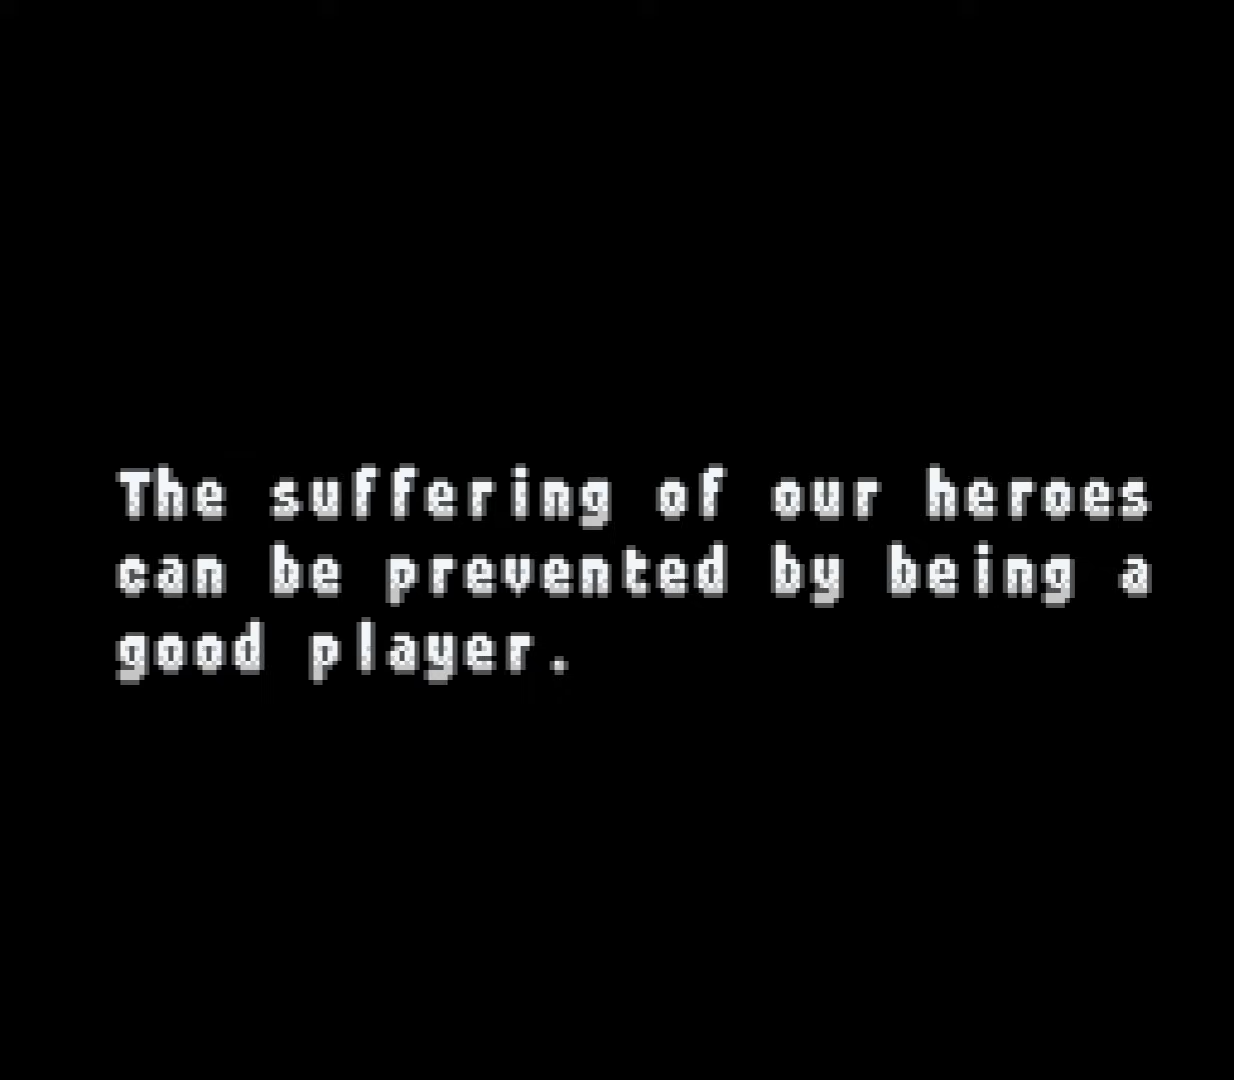 The suffering of our heroes
can be prevented by being a
good player.